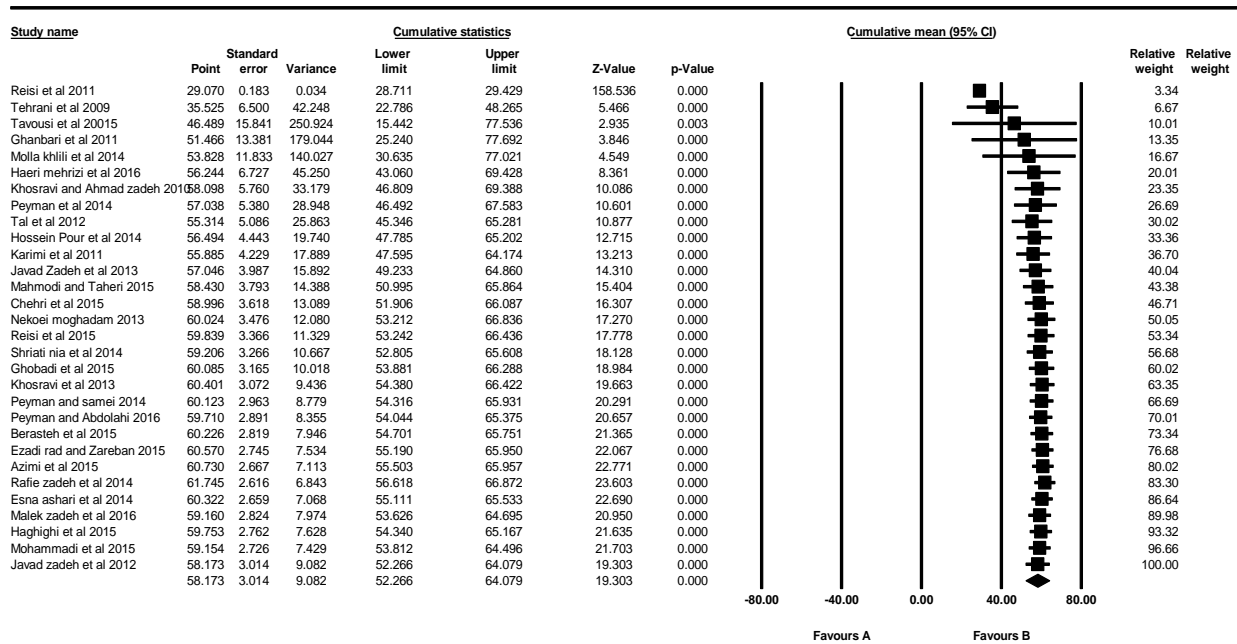 Study name Cumulative statistics Cumulative mean (95% CI)
Standard Lower Upper Relative Relative
Point error Variance limit limit Z-Value p-Value weight weight
Reisi et al 2011 29.070 0.183 0.034 28.711 29.429 158.536 0.000 3.34
Tehrani et al 2009 35.525 6.500 42.248 22.786 48.265 5.466 0.000 6.67
Tavousi et al 20015 46.489 15.841 250.924 15.442 77.536 2.935 0.003 10.01
Ghanbari et al 2011 51.466 13.381 179.044 25.240 77.692 3.846 0.000 13.35
Molla khlili et al 2014 53.828 11.833 140.027 30.635 77.021 4.549 0.000 16.67
Haeri mehrizi et al 2016 56.244 6.727 45.250 43.060 69.428 8.361 0.000 20.01
Khosravi and Ahmad zadeh 2010 58.098 5.760 33.179 46.809 69.388 10.086 0.000 23.35
Peyman et al 2014 57.038 5.380 28.948 46.492 67.583 10.601 0.000 26.69
Tal et al 2012 55.314 5.086 25.863 45.346 65.281 10.877 0.000 30.02
Hossein Pour et al 2014 56.494 4.443 19.740 47.785 65.202 12.715 0.000 33.36
Karimi et al 2011 55.885 4.229 17.889 47.595 64.174 13.213 0.000 36.70
Javad Zadeh et al 2013 57.046 3.987 15.892 49.233 64.860 14.310 0.000 40.04
Mahmodi and Taheri 2015 58.430 3.793 14.388 50.995 65.864 15.404 0.000 43.38
Chehri et al 2015 58.996 3.618 13.089 51.906 66.087 16.307 0.000 46.71
Nekoei moghadam 2013 60.024 3.476 12.080 53.212 66.836 17.270 0.000 50.05
Reisi et al 2015 59.839 3.366 11.329 53.242 66.436 17.778 0.000 53.34
Shriati nia et al 2014 59.206 3.266 10.667 52.805 65.608 18.128 0.000 56.68
Ghobadi et al 2015 60.085 3.165 10.018 53.881 66.288 18.984 0.000 60.02
Khosravi et al 2013 60.401 3.072 9.436 54.380 66.422 19.663 0.000 63.35
Peyman and samei 2014 60.123 2.963 8.779 54.316 65.931 20.291 0.000 66.69
Peyman and Abdolahi 2016 59.710 2.891 8.355 54.044 65.375 20.657 0.000 70.01
Berasteh et al 2015 60.226 2.819 7.946 54.701 65.751 21.365 0.000 73.34
Ezadi rad and Zareban 2015 60.570 2.745 7.534 55.190 65.950 22.067 0.000 76.68
Azimi et al 2015 60.730 2.667 7.113 55.503 65.957 22.771 0.000 80.02
Rafie zadeh et al 2014 61.745 2.616 6.843 56.618 66.872 23.603 0.000 83.30
Esna ashari et al 2014 60.322 2.659 7.068 55.111 65.533 22.690 0.000 86.64
Malek zadeh et al 2016 59.160 2.824 7.974 53.626 64.695 20.950 0.000 89.98
Haghighi et al 2015 59.753 2.762 7.628 54.340 65.167 21.635 0.000 93.32
Mohammadi et al 2015 59.154 2.726 7.429 53.812 64.496 21.703 0.000 96.66
Javad zadeh et al 2012 58.173 3.014 9.082 52.266 64.079 19.303 0.000 100.00
58.173 3.014 9.082 52.266 64.079 19.303 0.000
-80.00 -40.00 0.00 40.00 80.00
Favours A Favours B